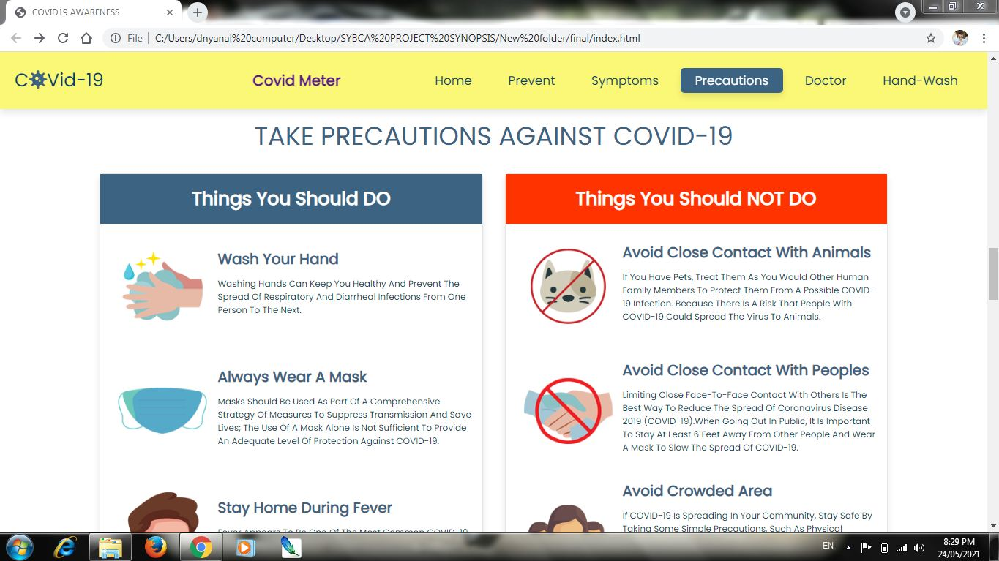 COVID19 AWARENESS
File
C:/Users/dnyanal%20computer/Desktop/SYBCA%20PROJECT%20SYNOPSIS/New%20folder/final/index.html
COVid-19
Covid Meter
Home
Prevent
Symptoms
Precautions
Doctor
Hand-Wash
TAKE PRECAUTIONS AGAINST COVID-19
Things You Should DO
Wash Your Hand
Washing Hands Can Keep You Healthy And Prevent The
Spread Of Respiratory And Diarrheal Infections From One
Person To The Next.
Always Wear A Mask
Masks Should Be Used As Part Of A Comprehensive
Strategy Of Measures To Suppress Transmission And Save
Lives; The Use Of A Mask Alone Is Not Sufficient To Provide
An Adequate Level Of Protection Against COVID-19.
Stay Home During Fever
Fever Appears To Be One Of The Most Common COVID-19
Things You Should NOT DO
Avoid Close Contact With Animals
If You Have Pets, Treat Them As You Would Other Human
Family Members To Protect Them From A Possible COVID-
19 Infection. Because There Is A Risk That People With
COVID-19 Could Spread The Virus To Animals.
Avoid Close Contact With Peoples
Limiting Close Face-To-Face Contact With Others Is The
Best Way To Reduce The Spread Of Coronavirus Disease
2019 (COVID-19).When Going Out In Public, It Is Important
To Stay At Least 6 Feet Away From Other People And Wear
A Mask To Slow The Spread Of COVID-19.
Avoid Crowded Area
If COVID-19 Is Spreading In Your Community, Stay Safe By
Taking Some Simple Precautions, Such As Physical
EN
8:29 PM
24/05/2021